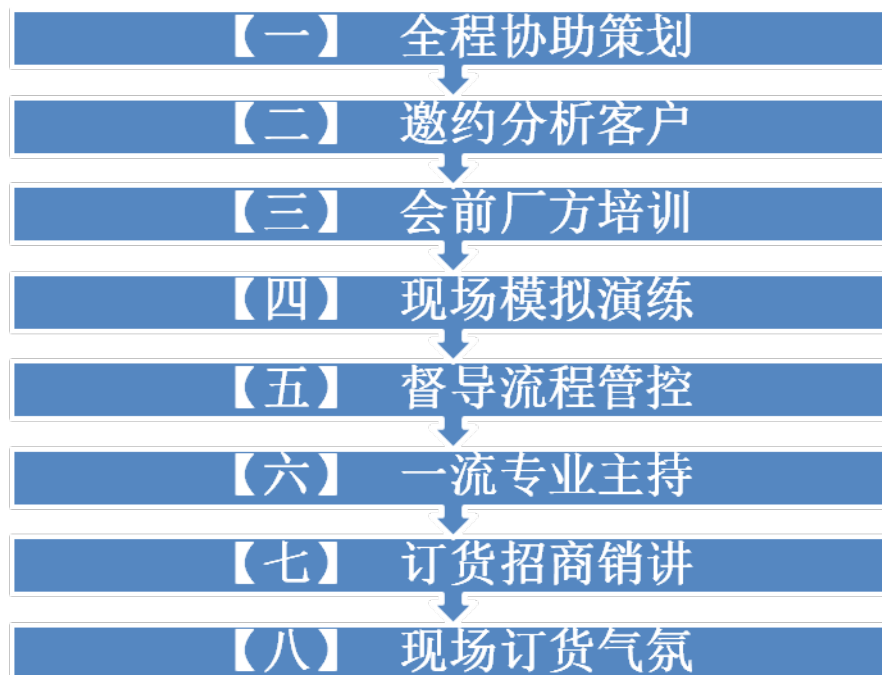 【一】 全程协助策划
【二】 邀约分析客户
【三】 会前厂方培训
【四】 现场模拟演练
【五】 督导流程管控
【六】 一流专业主持
【七】 订货招商销讲
【八】 现场订货气氛